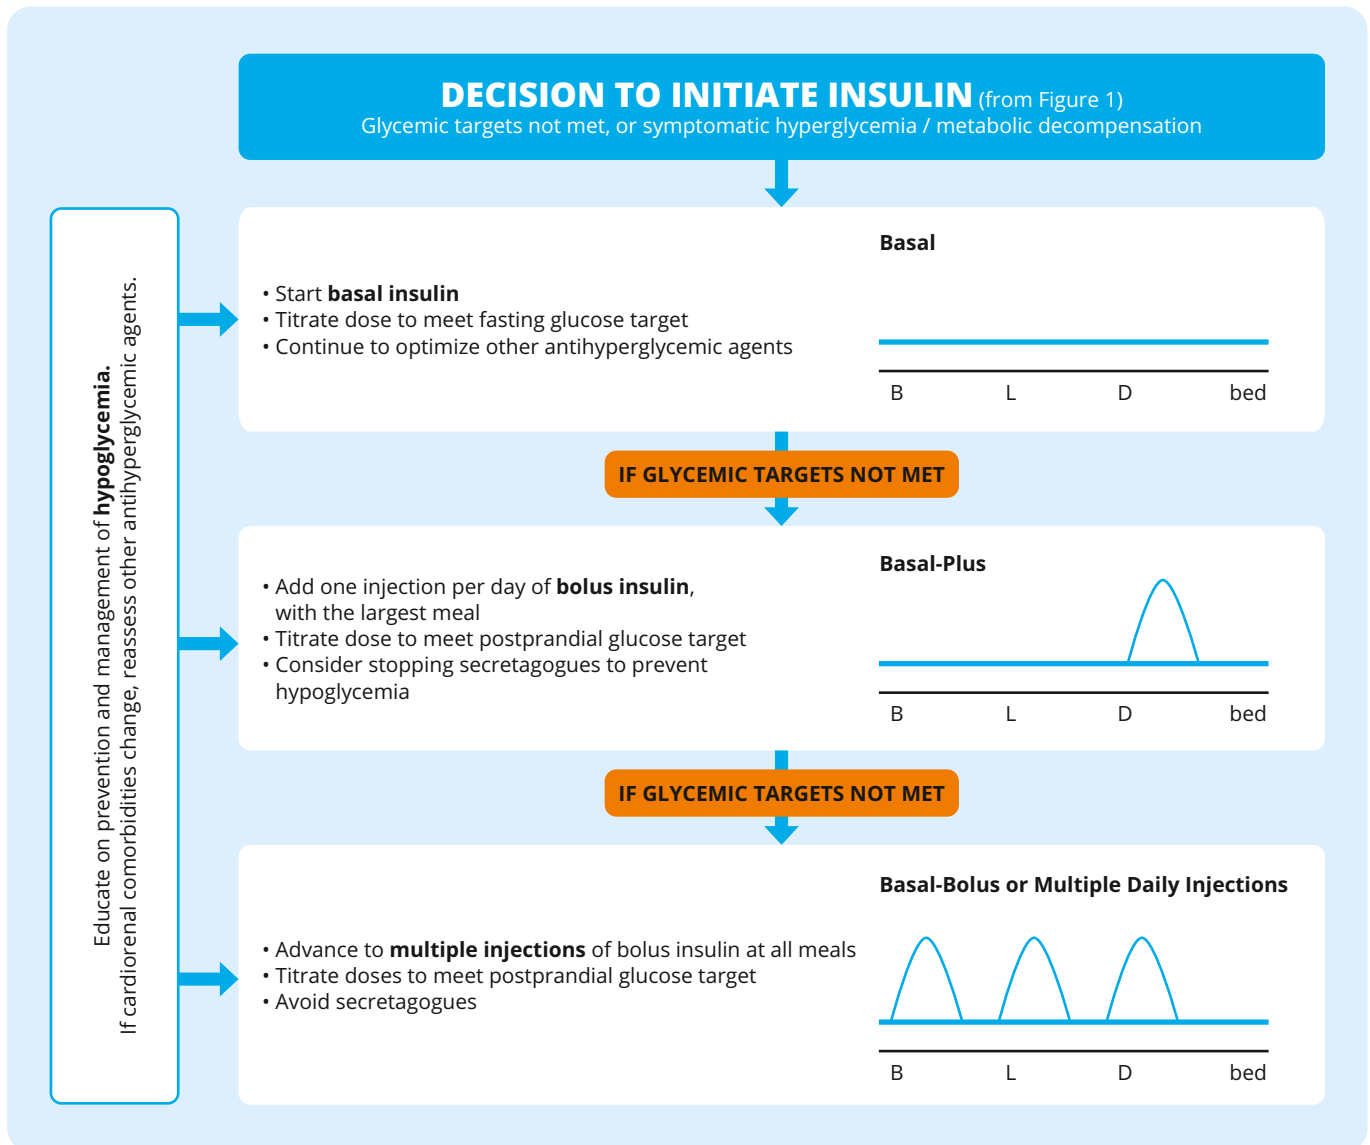 DECISION TO INITIATE INSULIN (from Figure 1)
Glycemic targets not met, or symptomatic hyperglycemia / metabolic decompensation
Educate on prevention and management of hypoglycemia.
If cardiorenal comorbidities change, reassess other antihyperglycemic agents.
• Start basal insulin
• Titrate dose to meet fasting glucose target
• Continue to optimize other antihyperglycemic agents
Basal
B L D bed
IF GLYCEMIC TARGETS NOT MET
• Add one injection per day of bolus insulin,
with the largest meal
• Titrate dose to meet postprandial glucose target
• Consider stopping secretagogues to prevent
hypoglycemia
Basal-Plus
B L D bed
IF GLYCEMIC TARGETS NOT MET
• Advance to multiple injections of bolus insulin at all meals
• Titrate doses to meet postprandial glucose target
• Avoid secretagogues
Basal-Bolus or Multiple Daily Injections
B L D bed